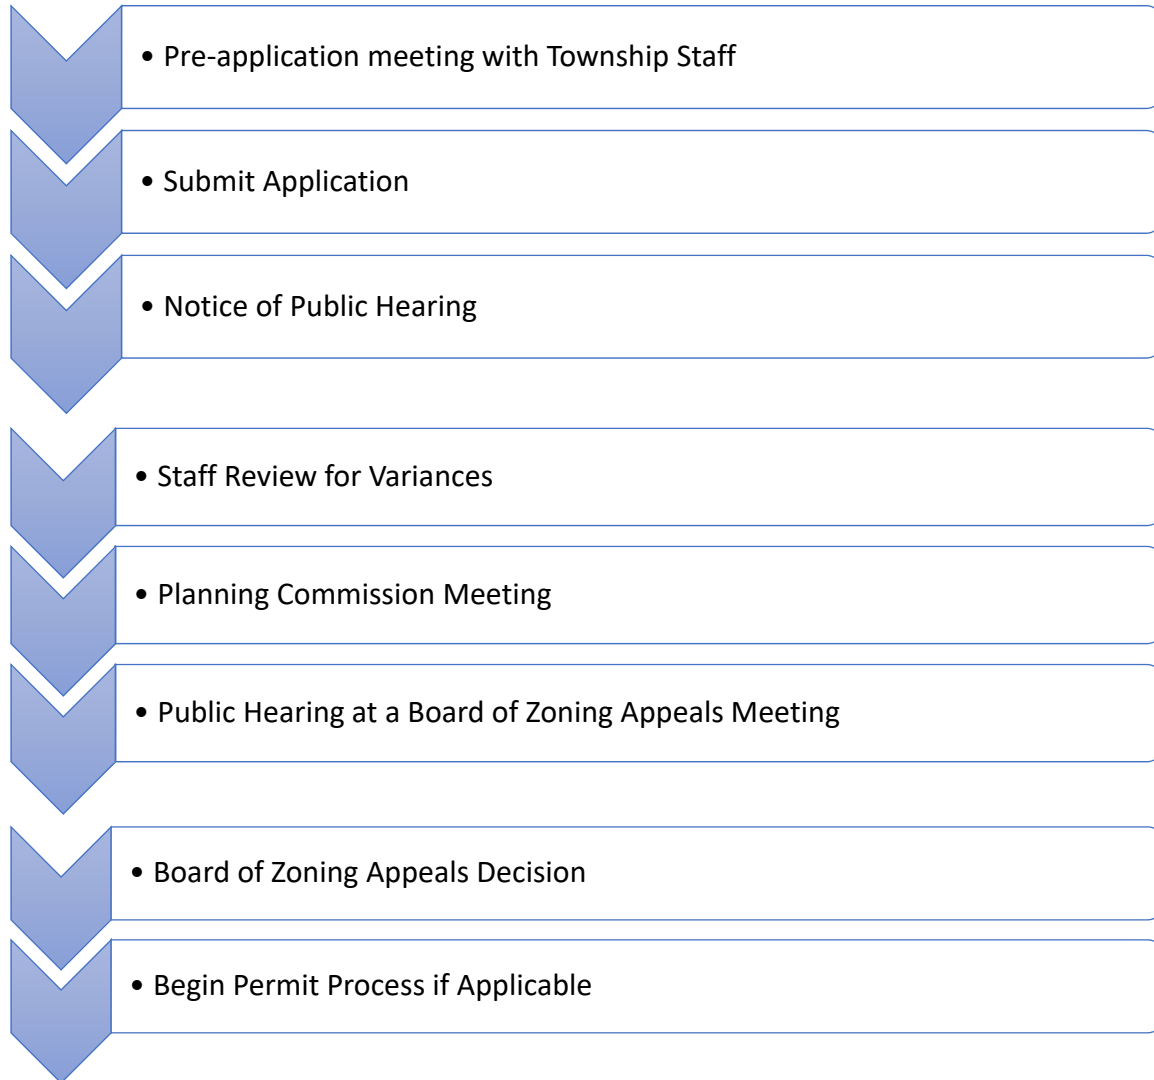 • Pre-application meeting with Township Staff
• Submit Application
• Notice of Public Hearing
• Staff Review for Variances
• Planning Commission Meeting
• Public Hearing at a Board of Zoning Appeals Meeting
• Board of Zoning Appeals Decision
• Begin Permit Process if Applicable